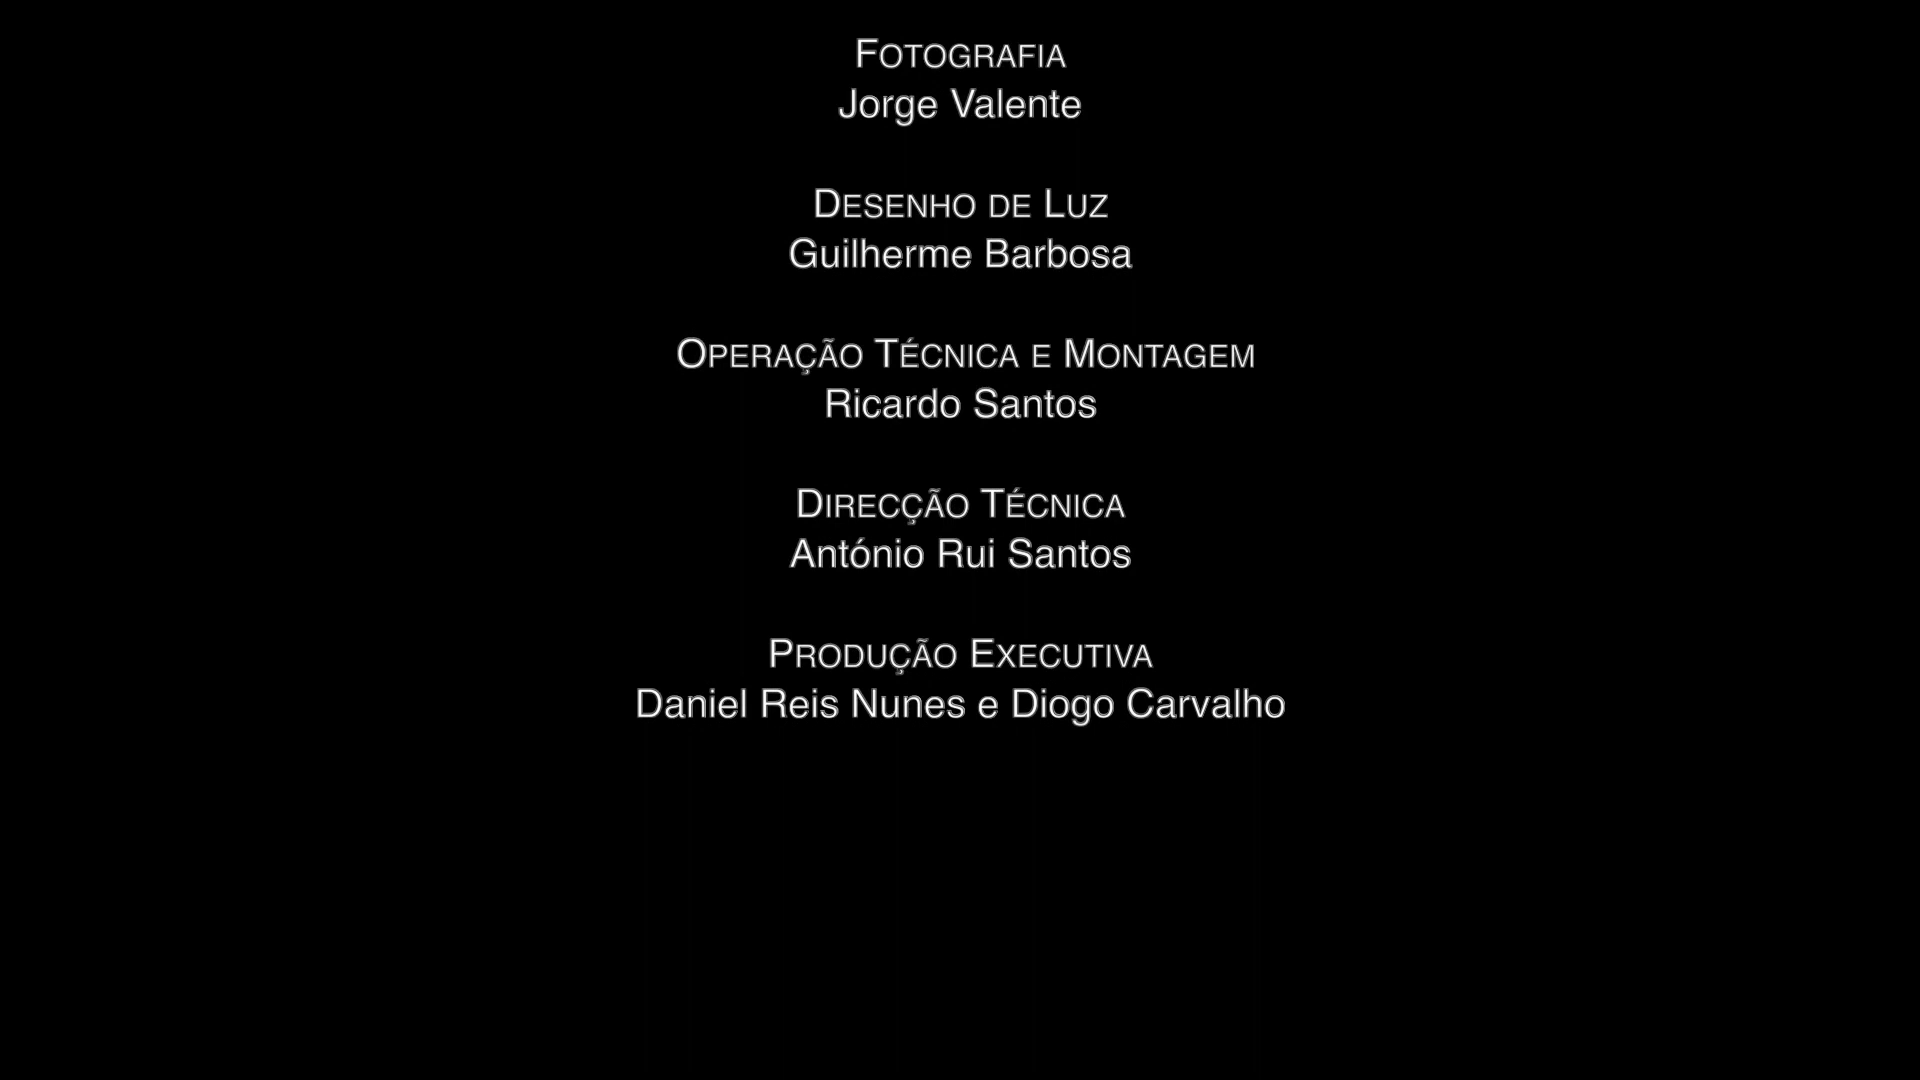 Fotografia
Jorge Valente
Desenho de Luz
Guilherme Barbosa
Operação Técnica e Montagem
Ricardo Santos
Direcção Técnica
António Rui Santos
Produção Executiva
Daniel Reis Nunes e Diogo Carvalho